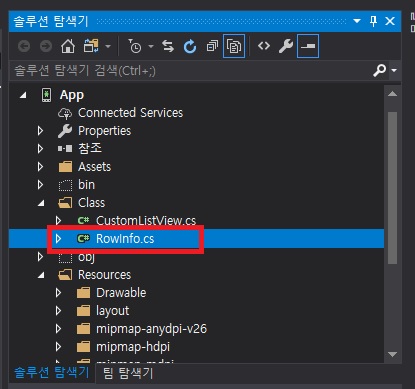 솔루션 탐색기
솔루션 탐색기 검색(Ctrl+;)
App
Connected Services
Properties
참조
Assets
bin
Class
C# CustomListView.cs
C# RowInfo.cs
obj
Resources
Drawable
layout
mipmap-anydpi-v26
mipmap-hdpi
mipmap-mdpi
솔루션 탐색기 팀 탐색기